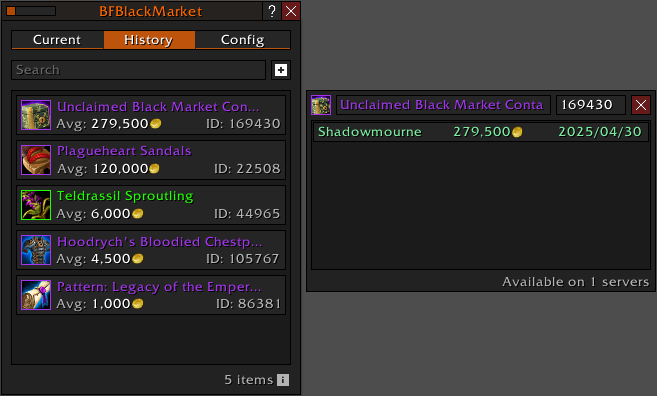 BFBlackMarket
?
Current History Config
Search
Unclaimed Black Market Con...
Avg: 279,500 ID: 169430
Plagueheart Sandals
Avg: 120,000 ID: 22508
Teldrassil Sproutling
Avg: 6,000 ID: 44965
Hoodrych's Bloodied Chestp...
Avg: 4,500 ID: 105767
Pattern: Legacy of the Emper...
Avg: 1,000 ID: 86381
5 items
Unclaimed Black Market Conta 169430
Shadowmourne 279,500 2025/04/30
Available on 1 servers